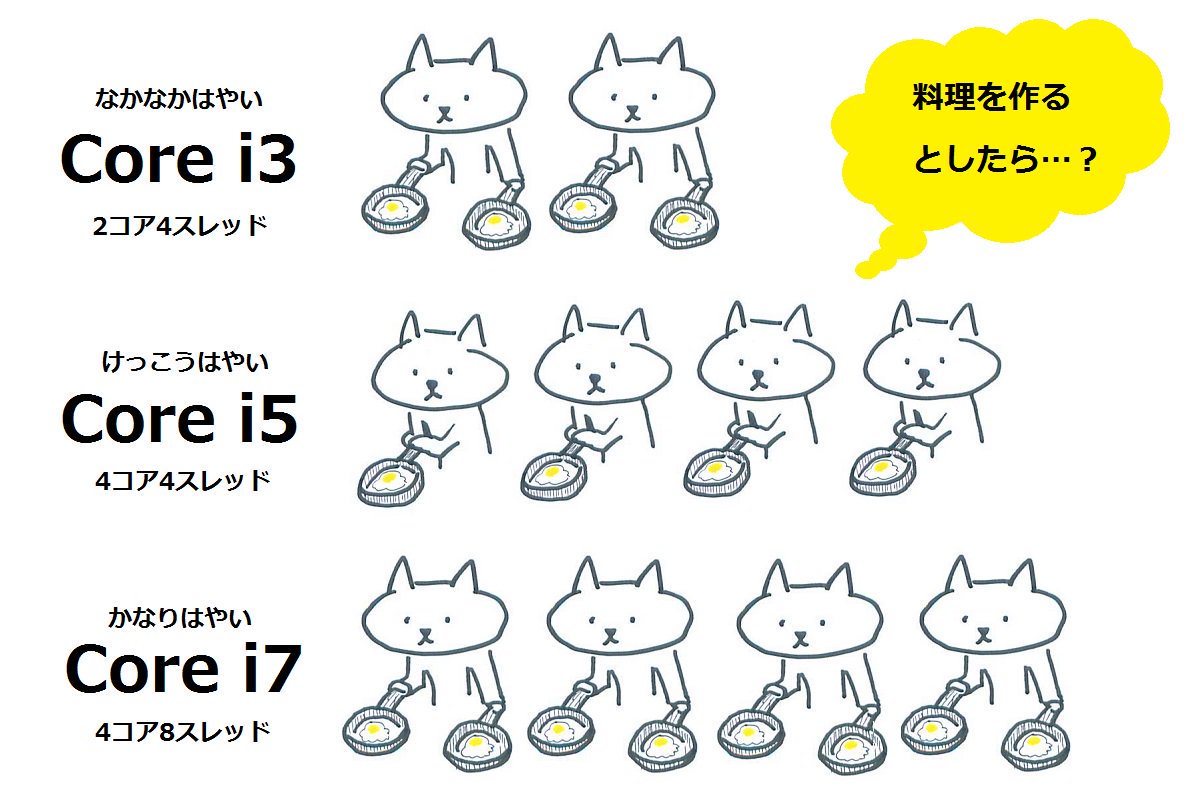 なかなかはやい
Core i3
2コア4スレッド
料理を作る
としたら…？
けっこうはやい
Core i5
4コア4スレッド
かなりはやい
Core i7
4コア8スレッド